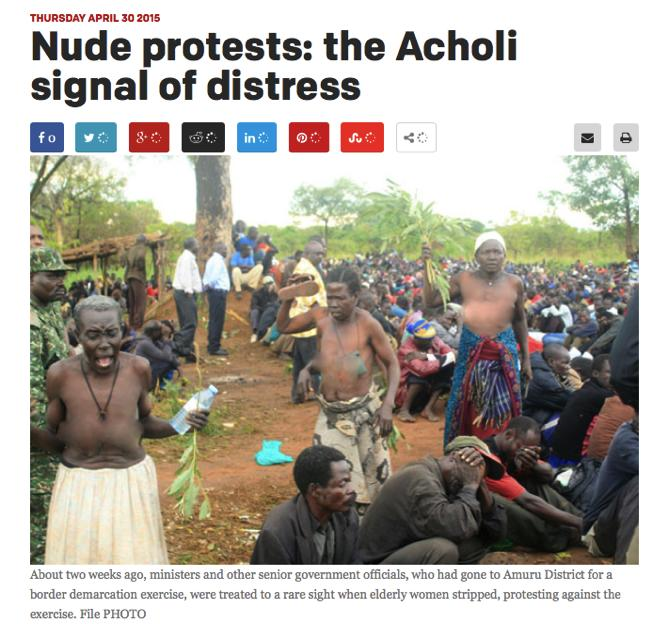 THURSDAY APRIL 30 2015
Nude protests: the Acholi
signal of distress
f 0
g+
in
About two weeks ago, ministers and other senior government officials, who had gone to Amuru District for a
border demarcation exercise, were treated to a rare sight when elderly women stripped, protesting against the
exercise. File PHOTO